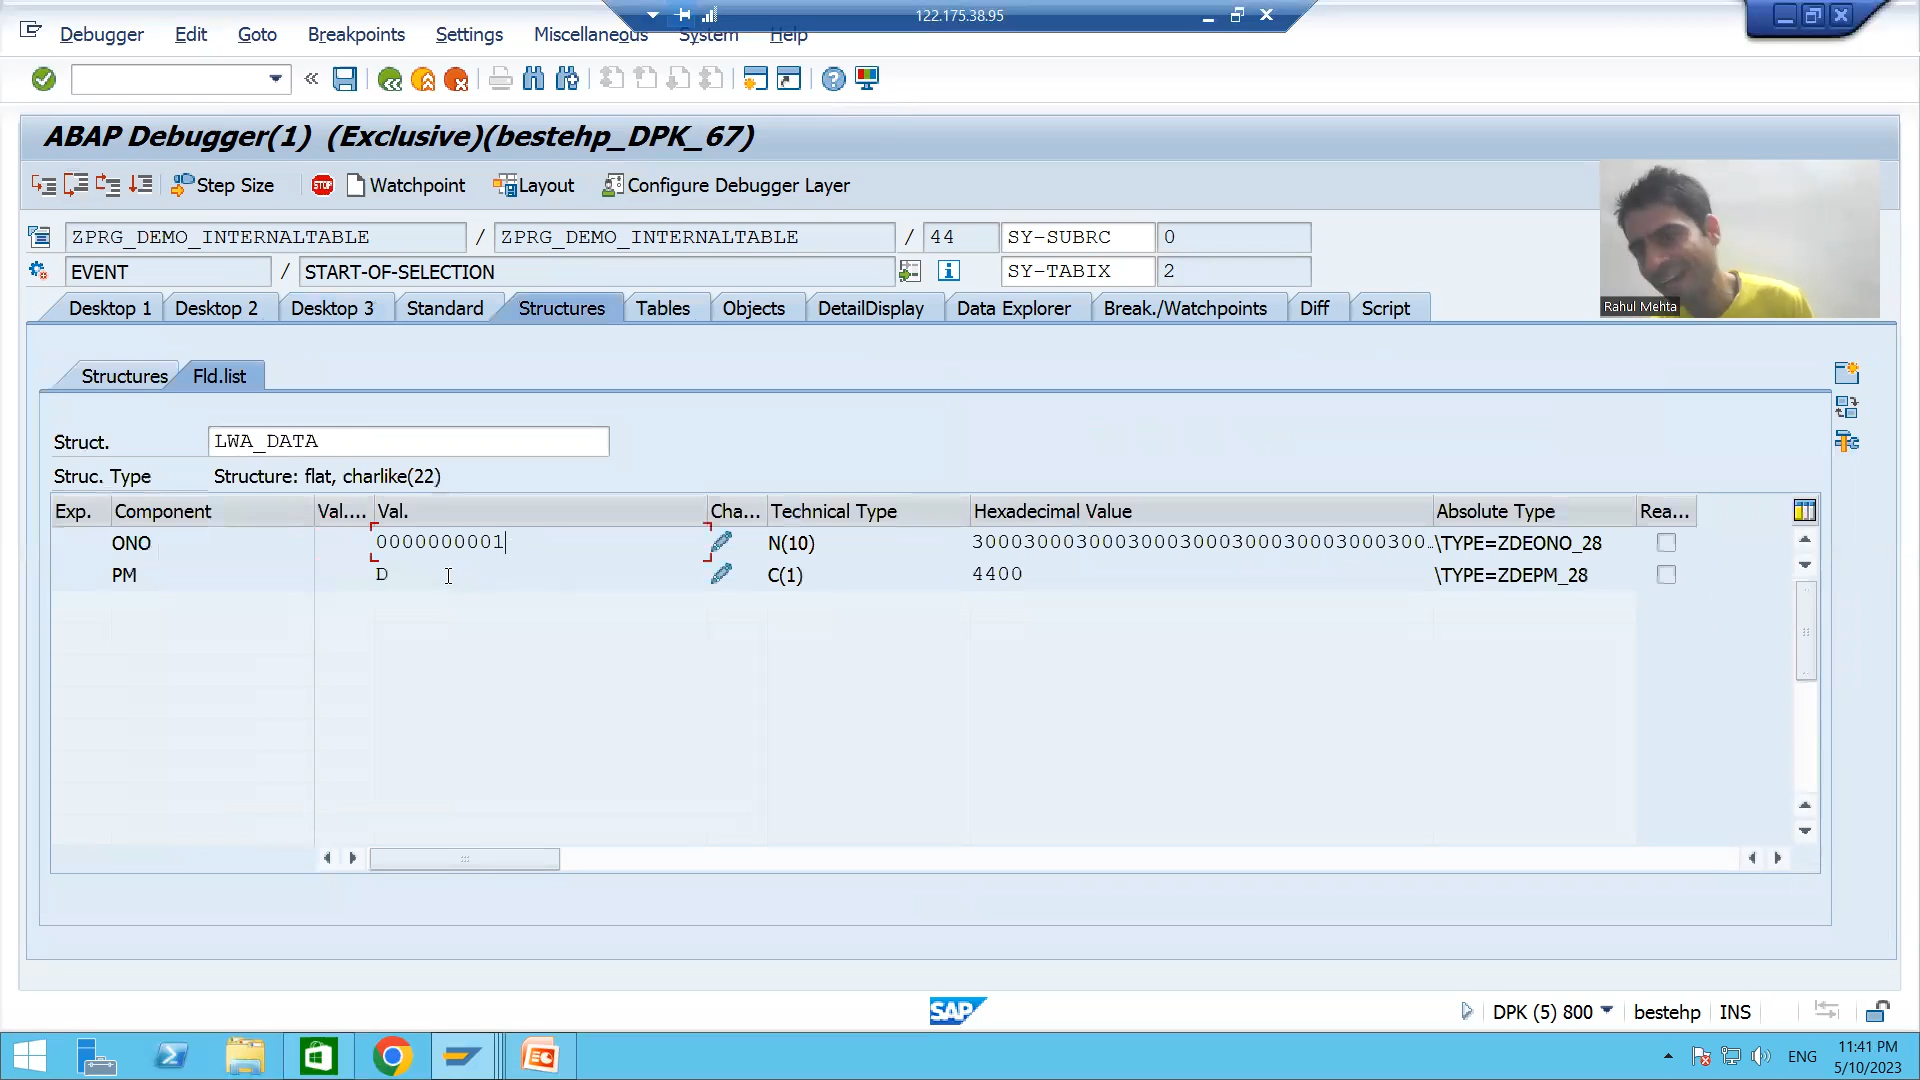 122.175.38.95
Debugger Edit Goto Breakpoints Settings Miscellaneous System Help
ABAP Debugger(1) (Exclusive)(bestehp_DPK_67)
Step Size STOP Watchpoint Layout Configure Debugger Layer
ZPRG_DEMO_INTERNALTABLE / ZPRG_DEMO_INTERNALTABLE / 44 SY-SUBRC 0
EVENT / START-OF-SELECTION SY-TABIX 2
Rahul Mehta
Desktop 1 Desktop 2 Desktop 3 Standard Structures Tables Objects DetailDisplay Data Explorer Break./Watchpoints Diff Script
Structures Fld.list
Struct. LWA_DATA
Struc. Type Structure: flat, charlike(22)
Exp. Component Val.... Val. Cha... Technical Type Hexadecimal Value Absolute Type Rea...
ONO 0000000001 N(10) 30003000300030003000300030003000300... \TYPE=ZDEONO_28
PM D C(1) 4400 \TYPE=ZDEPM_28
SAP DPK (5) 800 bestehp INS
ENG 11:41 PM
5/10/2023